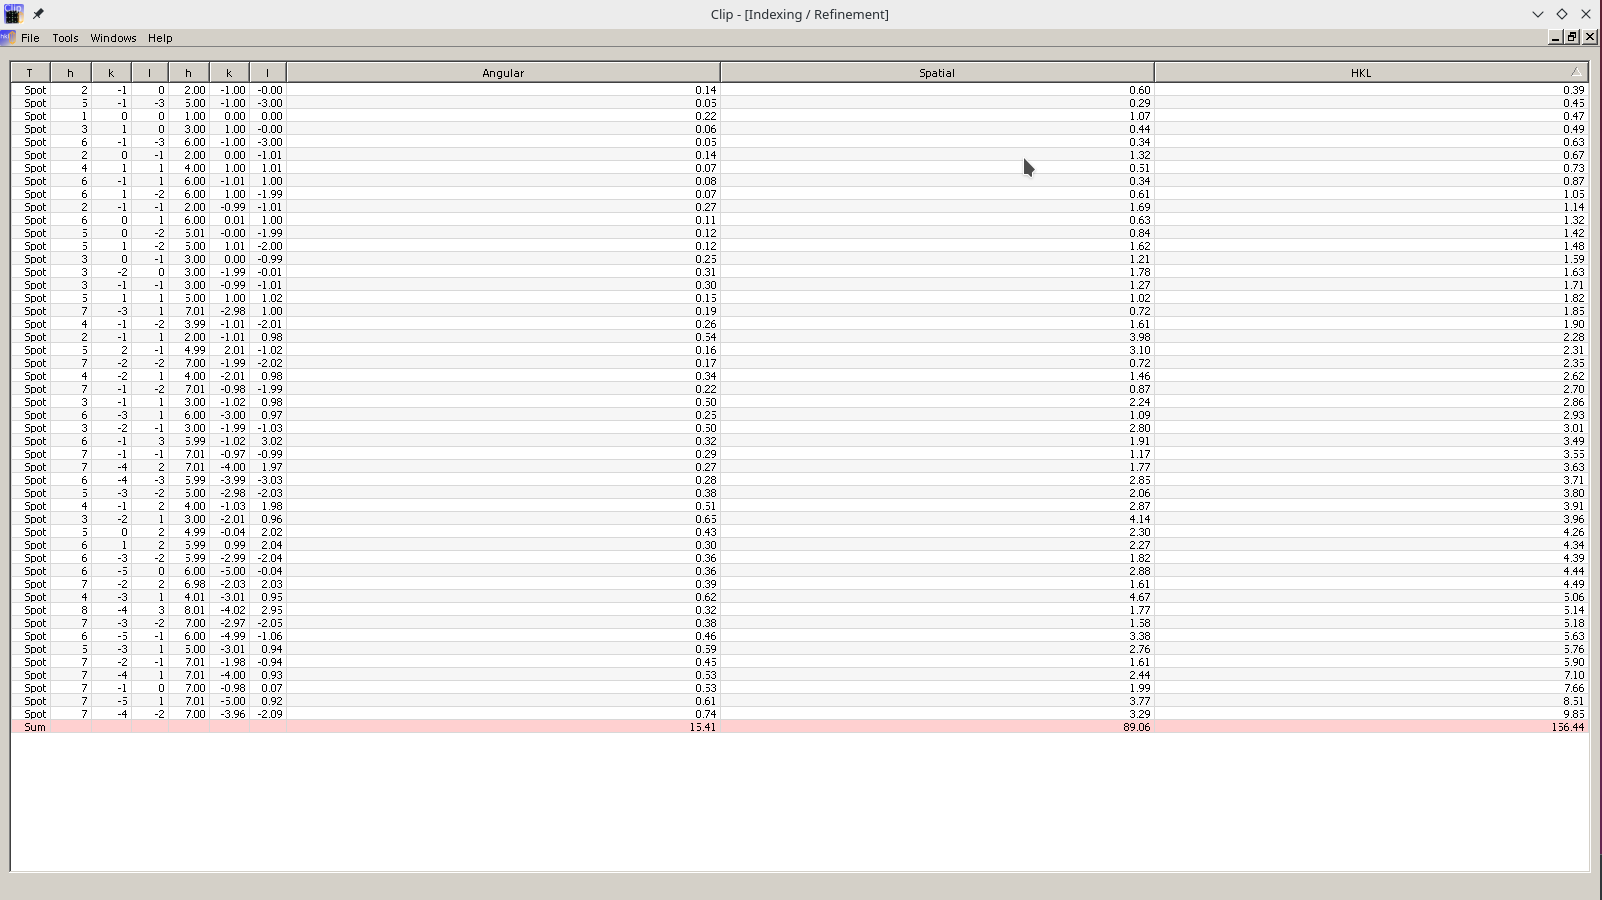 Clip - [Indexing / Refinement]
File Tools Windows Help
T h k l h k l Angular Spatial HKL
Spot 2 -1 0 2.00 -1.00 -0.00 0.14 0.60 0.39
Spot 5 -1 -3 5.00 -1.00 -3.00 0.05 0.29 0.45
Spot 1 0 0 1.00 0.00 0.00 0.22 1.07 0.47
Spot 3 1 0 3.00 1.00 -0.00 0.06 0.44 0.49
Spot 6 -1 -3 6.00 -1.00 -3.00 0.05 0.34 0.63
Spot 2 0 -1 2.00 0.00 -1.01 0.14 1.32 0.67
Spot 4 1 1 4.00 1.00 1.01 0.07 0.51 0.73
Spot 6 -1 1 6.00 -1.01 1.00 0.08 0.34 0.87
Spot 6 1 -2 6.00 1.00 -1.99 0.07 0.61 1.05
Spot 2 -1 -1 2.00 -0.99 -1.01 0.27 1.69 1.14
Spot 6 0 1 6.00 0.01 1.00 0.11 0.63 1.32
Spot 5 0 -2 5.01 -0.00 -1.99 0.12 0.84 1.42
Spot 5 1 -2 5.00 1.01 -2.00 0.12 1.62 1.48
Spot 3 0 -1 3.00 0.00 -0.99 0.25 1.21 1.59
Spot 3 -2 0 3.00 -1.99 -0.01 0.31 1.78 1.63
Spot 3 -1 -1 3.00 -0.99 -1.01 0.30 1.27 1.71
Spot 5 1 1 5.00 1.00 1.02 0.15 1.02 1.82
Spot 7 -3 1 7.01 -2.98 1.00 0.19 0.72 1.85
Spot 4 -1 -2 3.99 -1.01 -2.01 0.26 1.61 1.90
Spot 2 -1 1 2.00 -1.01 0.98 0.54 3.98 2.28
Spot 5 2 -1 4.99 2.01 -1.02 0.16 3.10 2.31
Spot 7 -2 -2 7.00 -1.99 -2.02 0.17 0.72 2.35
Spot 4 -2 1 4.00 -2.01 0.98 0.34 1.46 2.62
Spot 7 -1 -2 7.01 -0.98 -1.99 0.22 0.87 2.70
Spot 3 -1 1 3.00 -1.02 0.98 0.50 2.24 2.86
Spot 6 -3 1 6.00 -3.00 0.97 0.25 1.09 2.93
Spot 3 -2 -1 3.00 -1.99 -1.03 0.50 2.80 3.01
Spot 6 -1 3 5.99 -1.02 3.02 0.32 1.91 3.49
Spot 7 -1 -1 7.01 -0.97 -0.99 0.29 1.17 3.55
Spot 7 -4 2 7.01 -4.00 1.97 0.27 1.77 3.63
Spot 6 -4 -3 5.99 -3.99 -3.03 0.28 2.85 3.71
Spot 5 -3 -2 5.00 -2.98 -2.03 0.38 2.06 3.80
Spot 4 -1 2 4.00 -1.03 1.98 0.51 2.87 3.91
Spot 3 -2 1 3.00 -2.01 0.96 0.65 4.14 3.96
Spot 5 0 2 4.99 -0.04 2.02 0.43 2.30 4.26
Spot 6 1 2 5.99 0.99 2.04 0.30 2.27 4.34
Spot 6 -3 -2 5.99 -2.99 -2.04 0.36 1.82 4.39
Spot 6 -5 0 6.00 -5.00 -0.04 0.36 2.88 4.44
Spot 7 -2 2 6.98 -2.03 2.03 0.39 1.61 4.49
Spot 4 -3 1 4.01 -3.01 0.95 0.62 4.67 5.06
Spot 8 -4 3 8.01 -4.02 2.95 0.32 1.77 5.14
Spot 7 -3 -2 7.00 -2.97 -2.05 0.38 1.58 5.18
Spot 6 -5 -1 6.00 -4.99 -1.06 0.46 3.38 5.63
Spot 5 -3 1 5.00 -3.01 0.94 0.59 2.76 5.76
Spot 7 -2 -1 7.01 -1.98 -0.94 0.45 1.61 5.90
Spot 7 -4 1 7.01 -4.00 0.93 0.53 2.44 7.10
Spot 7 -1 0 7.00 -0.98 0.07 0.53 1.99 7.66
Spot 7 -5 1 7.01 -5.00 0.92 0.61 3.77 8.51
Spot 7 -4 -2 7.00 -3.96 -2.09 0.74 3.29 9.85
Sum 15.41 89.06 156.44